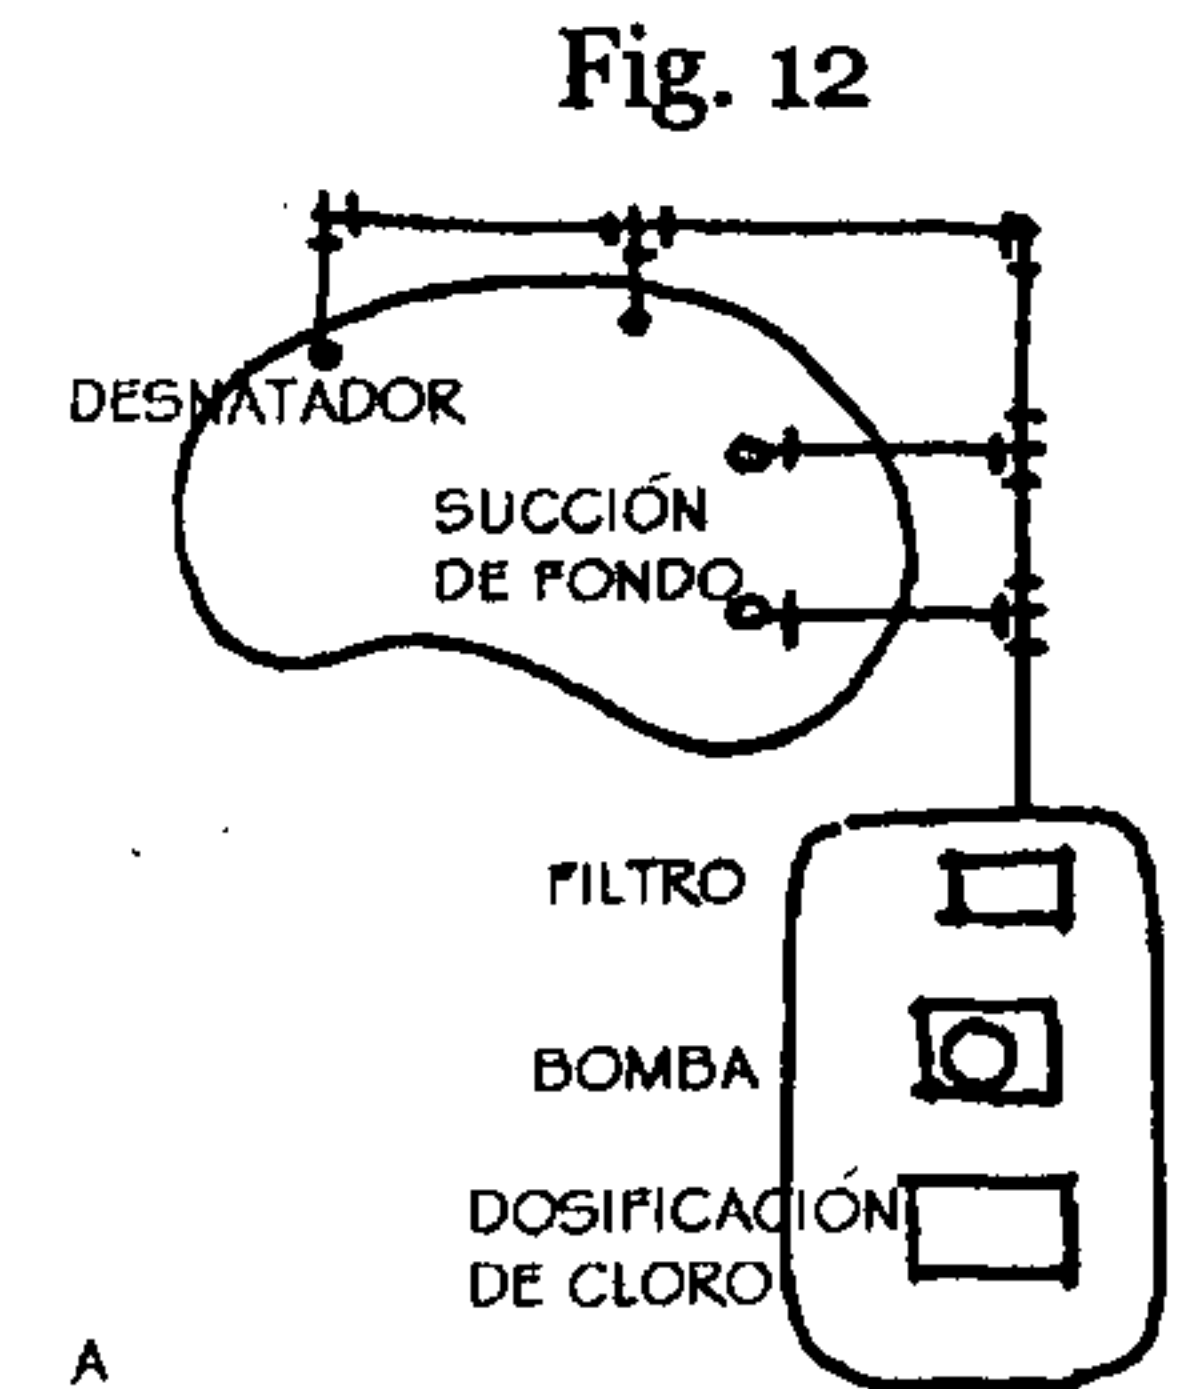 Fig. 12
DESNATADOR
SUCCIÓN
DE FONDO
FILTRO
BOMBA
DOSIFICACIÓN
DE CLORO
A